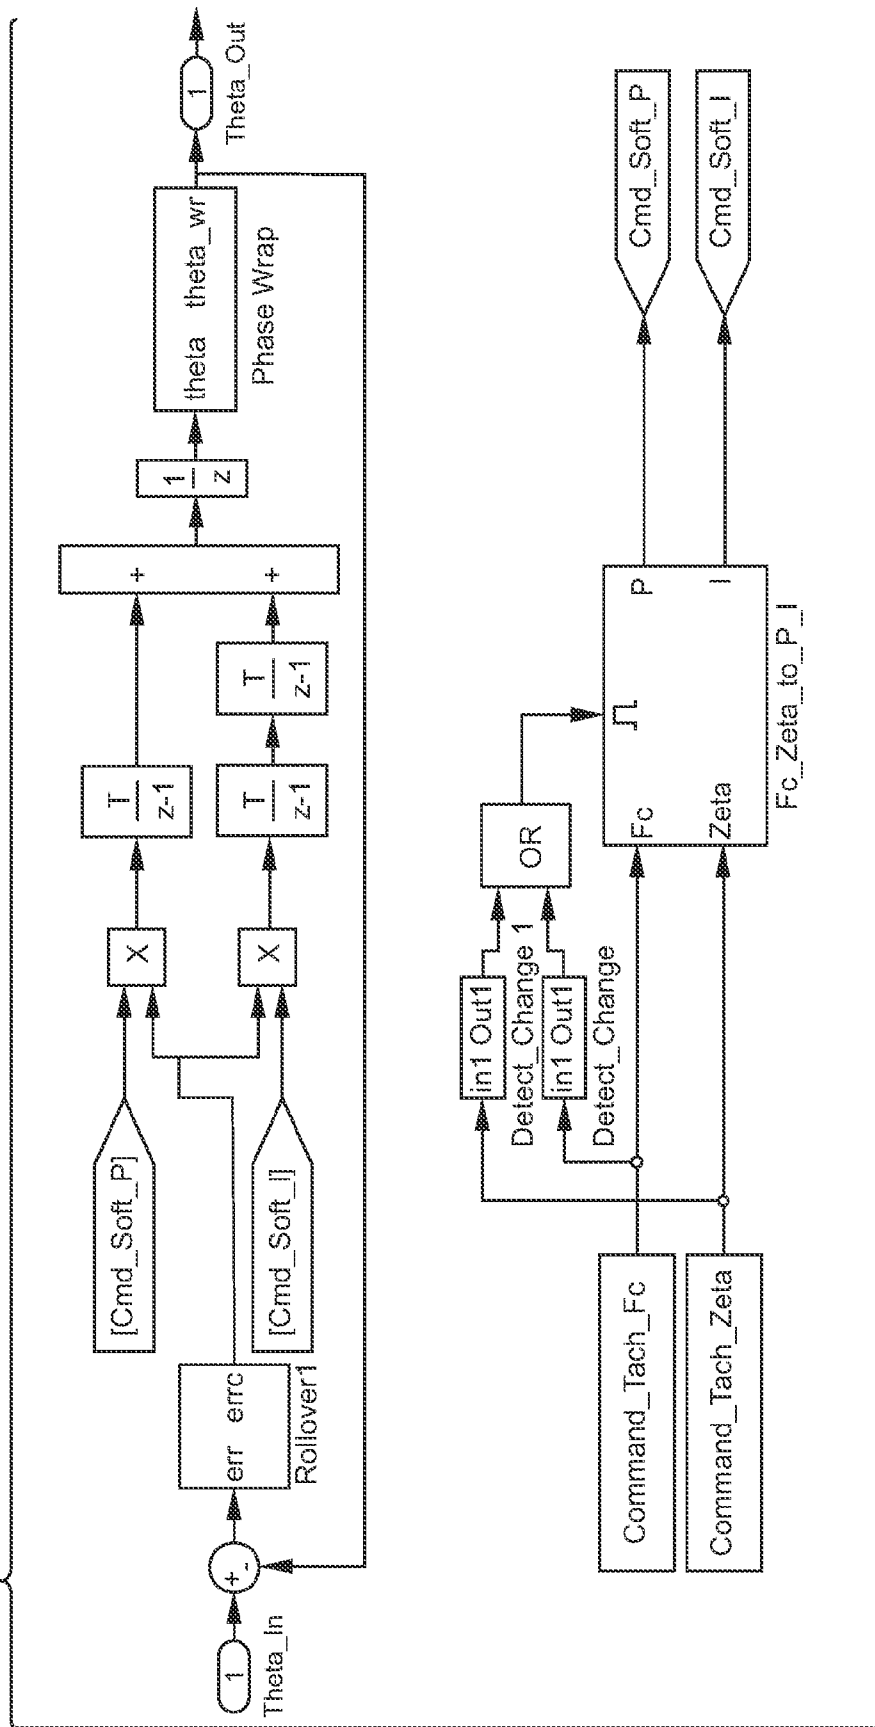 1
Theta_In
+
-
err errc
Rollover1
[Cmd_Soft_P]
[Cmd_Soft_I]
X
X
T
z-1
T
z-1
T
z-1
+
+
1
z
theta theta_wr
Phase Wrap
1
Theta_Out
Command_Tach_Fc
Command_Tach_Zeta
in1 Out1
Detect_Change 1
in1 Out1
Detect_Change
OR
Fc P
Zeta I
Fc_Zeta_to_P_I
Cmd_Soft_P
Cmd_Soft_I